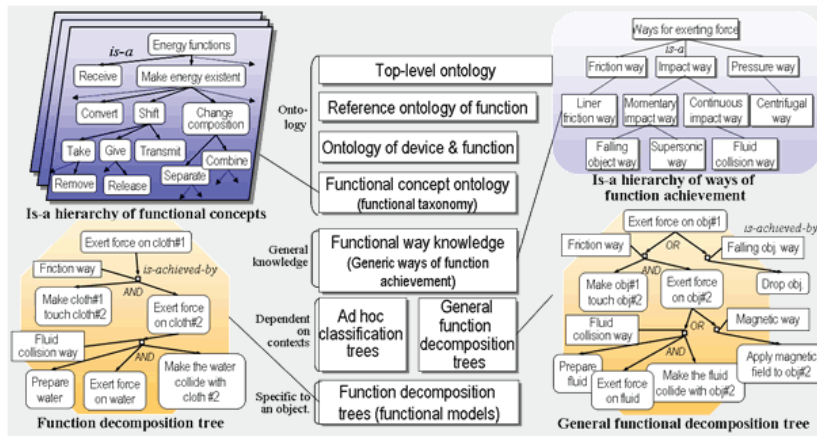 is-a
Energy functions
Receive
Make energy existent
Convert
Shift
Change
composition
Take
Give
Transmit
Combine
Remove
Release
Separate
Is-a hierarchy of functional concepts
Exert force on cloth#1
Friction way
is-achieved-by
AND
Make cloth#1
touch cloth#2
Exert force
on cloth#2
Fluid
collision way
AND
Prepare
water
Exert force
on water
Make the water
collide with
cloth #2
Function decomposition tree
Onto-
logy
Top-level ontology
Reference ontology of function
Ontology of device & function
Functional concept ontology
(functional taxonomy)
General
knowledge
Functional way knowledge
(Generic ways of function
achievement)
Dependent
on
contexts
Ad hoc
classification
trees
General
function
decomposition
trees
Specific to
an object.
Function decomposition
trees (functional models)
Ways for exerting force
is-a
Friction way
Impact way
Pressure way
Liner
friction way
Momentary
impact way
Continuous
impact way
Centrifugal
way
Falling
object way
Supersonic
way
Fluid
collision way
Is-a hierarchy of ways of
function achievement
Exert force on obj#1
is-achieved-by
Friction way
OR
Falling obj. way
AND
Make obj#1
touch obj#2
Exert force
on obj#2
Drop obj.
Fluid
collision way
OR
Magnetic way
AND
Prepare
fluid
Exert force
on fluid
Make the fluid
collide with obj#2
Apply magnetic
field to obj#2
General functional decomposition tree